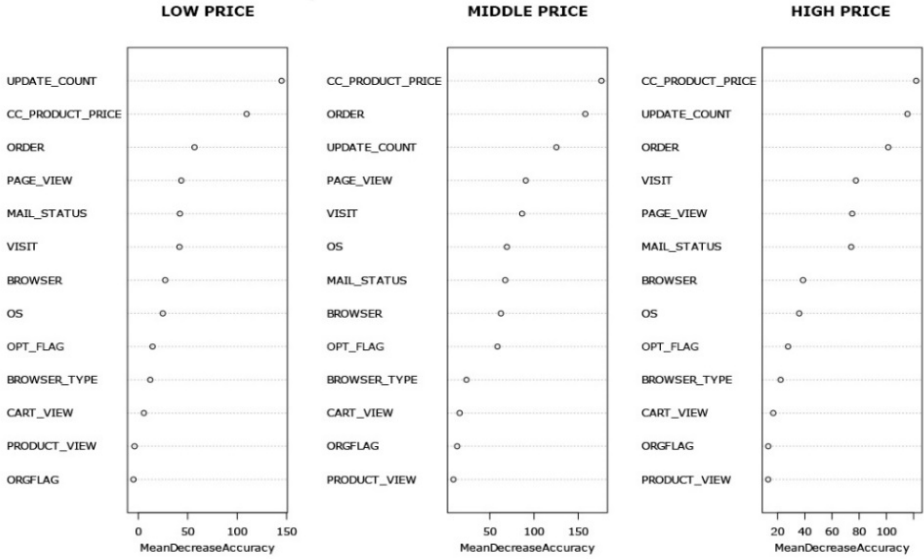 LOW PRICE
UPDATE_COUNT
CC_PRODUCT_PRICE
ORDER
PAGE_VIEW
MAIL_STATUS
VISIT
BROWSER
OS
OPT_FLAG
BROWSER_TYPE
CART_VIEW
PRODUCT_VIEW
ORGFLAG
0 50 100 150
MeanDecreaseAccuracy
MIDDLE PRICE
CC_PRODUCT_PRICE
ORDER
UPDATE_COUNT
PAGE_VIEW
VISIT
OS
MAIL_STATUS
BROWSER
OPT_FLAG
BROWSER_TYPE
CART_VIEW
ORGFLAG
PRODUCT_VIEW
50 100 150
MeanDecreaseAccuracy
HIGH PRICE
CC_PRODUCT_PRICE
UPDATE_COUNT
ORDER
VISIT
PAGE_VIEW
MAIL_STATUS
BROWSER
OS
OPT_FLAG
BROWSER_TYPE
CART_VIEW
ORGFLAG
PRODUCT_VIEW
20 40 60 80 100
MeanDecreaseAccuracy